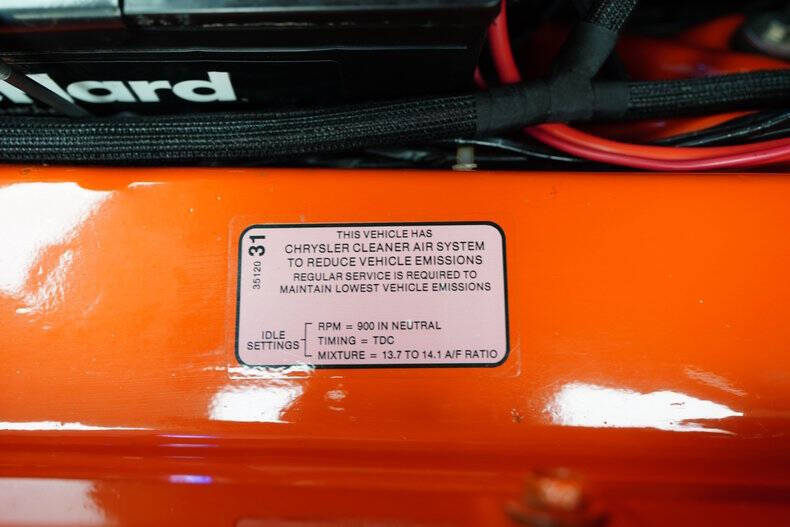 llard
THIS VEHICLE HAS
CHRYSLER CLEANER AIR SYSTEM
TO REDUCE VEHICLE EMISSIONS
REGULAR SERVICE IS REQUIRED TO
MAINTAIN LOWEST VEHICLE EMISSIONS
35120 31
IDLE
SETTINGS
RPM = 900 IN NEUTRAL
TIMING = TDC
MIXTURE = 13.7 TO 14.1 A/F RATIO